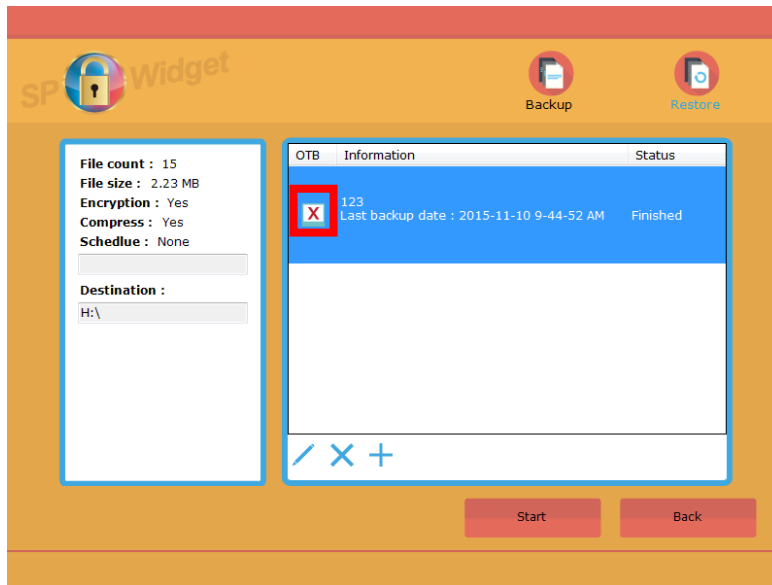 SP Widget
Backup
Restore
File count : 15
File size : 2.23 MB
Encryption : Yes
Compress : Yes
Schedlue : None
Destination :
H:\
OTB Information Status
X
123
Last backup date : 2015-11-10 9-44-52 AM Finished
Start
Back